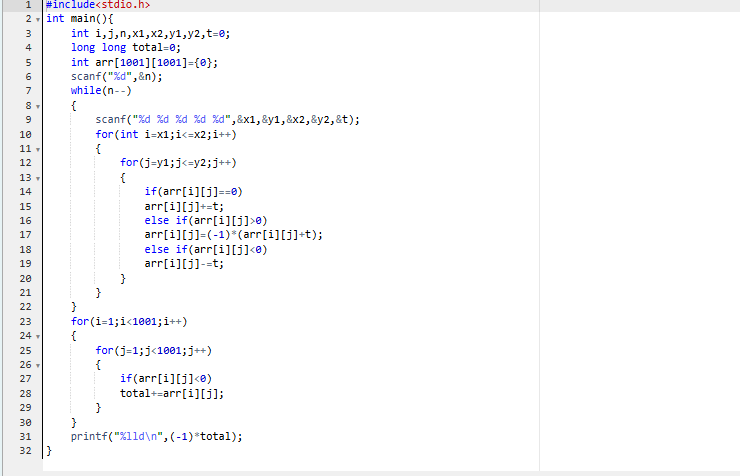 1 #include<stdio.h>
2 int main(){
3 int i,j,n,x1,x2,y1,y2,t=0;
4 long long total=0;
5 int arr[1001][1001]={0};
6 scanf("%d",&n);
7 while(n--)
8 {
9 scanf("%d %d %d %d %d",&x1,&y1,&x2,&y2,&t);
10 for(int i=x1;i<=x2;i++)
11 {
12 for(j=y1;j<=y2;j++)
13 {
14 if(arr[i][j]==0)
15 arr[i][j]+=t;
16 else if(arr[i][j]>0)
17 arr[i][j]=(-1)*(arr[i][j]+t);
18 else if(arr[i][j]<0)
19 arr[i][j]-=t;
20 }
21 }
22 }
23 for(i=1;i<1001;i++)
24 {
25 for(j=1;j<1001;j++)
26 {
27 if(arr[i][j]<0)
28 total+=arr[i][j];
29 }
30 }
31 printf("%lld\n",(-1)*total);
32 }